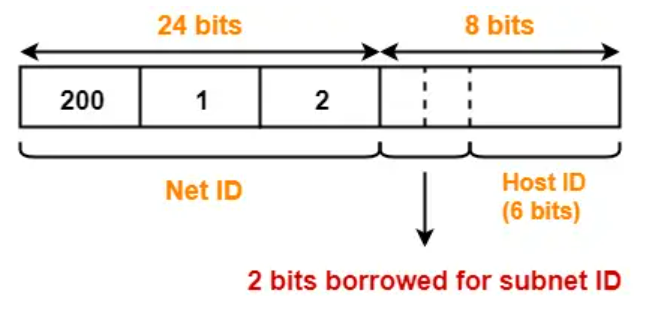 24 bits
8 bits
200
1
2
Net ID
Host ID
(6 bits)
2 bits borrowed for subnet ID